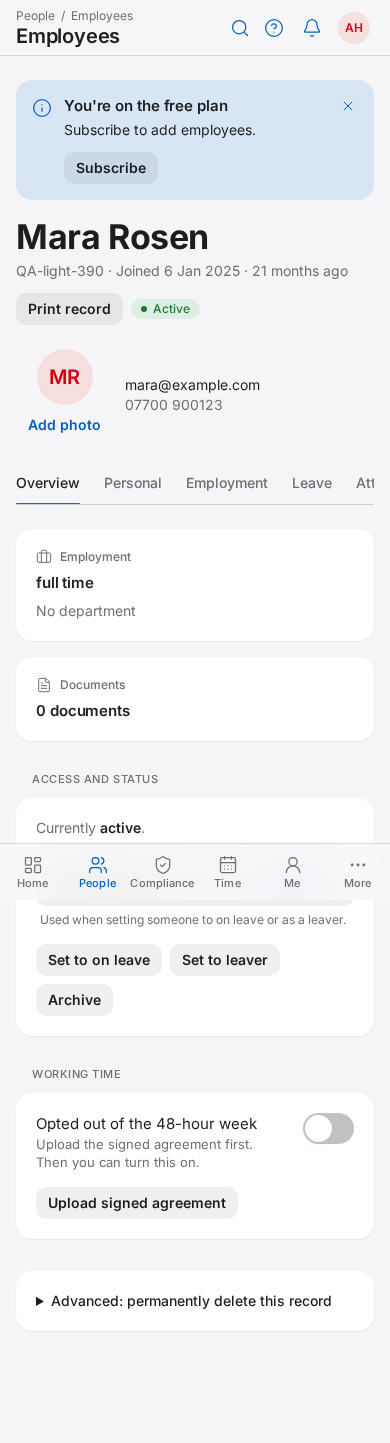 People / Employees
Employees
AH
You're on the free plan
Subscribe to add employees.
Subscribe
Mara Rosen
QA-light-390 · Joined 6 Jan 2025 · 21 months ago
Print record
Active
MR
Add photo
mara@example.com
07700 900123
Overview Personal Employment Leave Att
Employment
full time
No department
Documents
0 documents
ACCESS AND STATUS
Currently active.
Home People Compliance Time Me More
Used when setting someone to on leave or as a leaver.
Set to on leave Set to leaver
Archive
WORKING TIME
Opted out of the 48-hour week
Upload the signed agreement first.
Then you can turn this on.
Upload signed agreement
Advanced: permanently delete this record